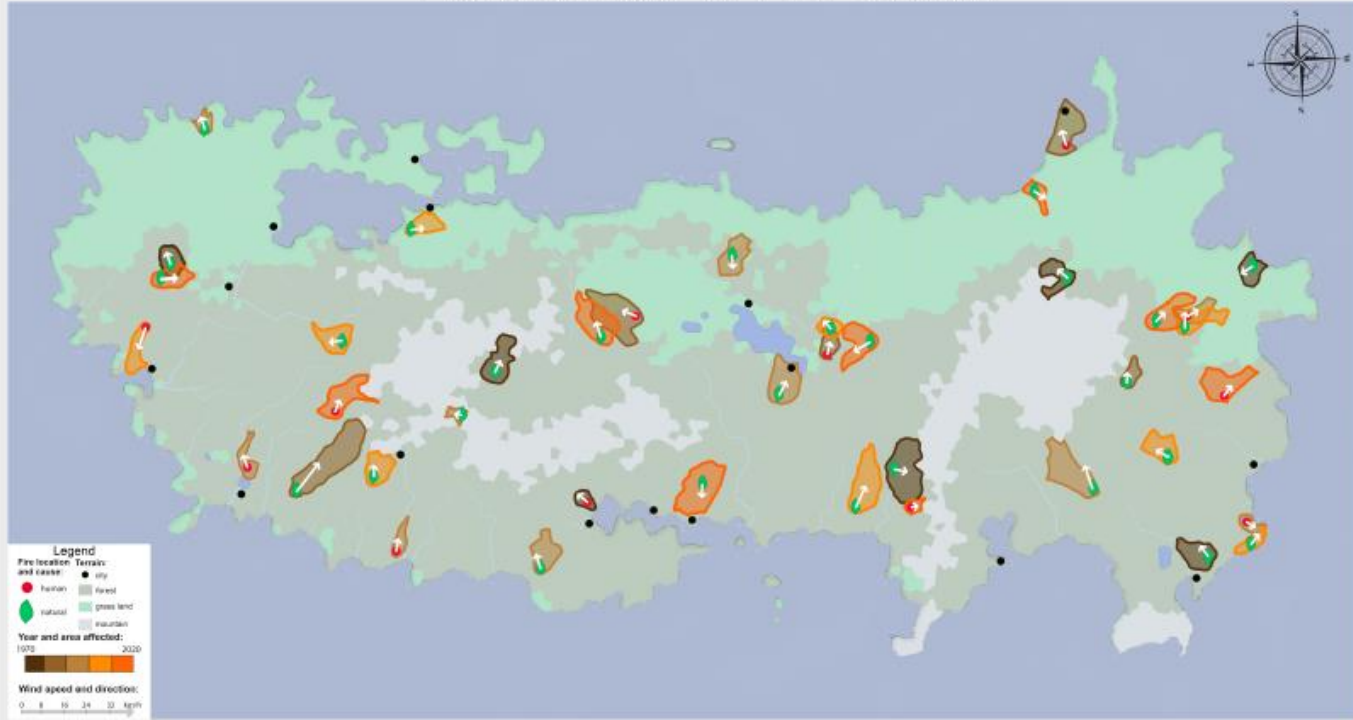 S
S
Legend
Fire location and cause:
Terrain:
human
natural
city
forest
grass land
mountain
Year and area affected:
1970 2020
Wind speed and direction:
0 8 16 24 32